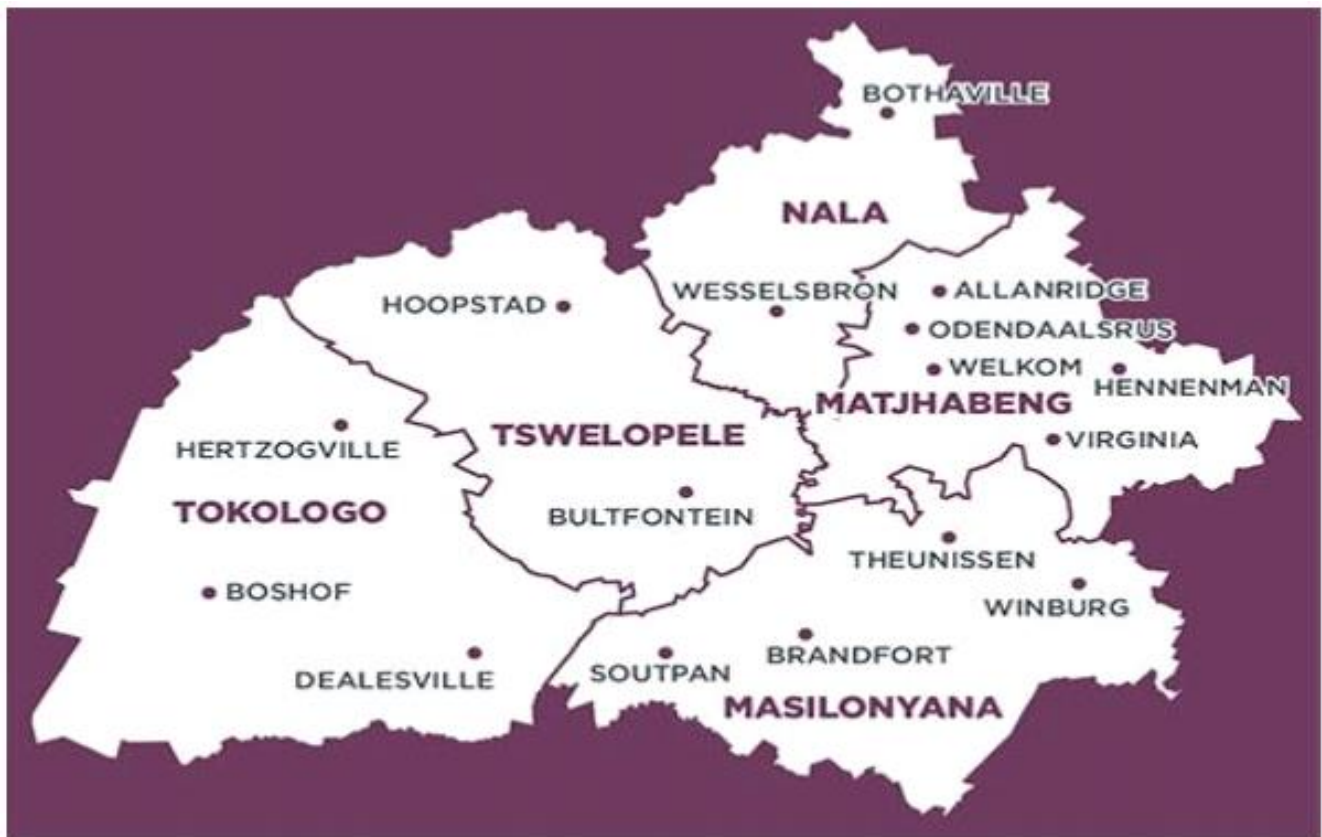 BOTHAVILLE
NALA
WESSELSBRON
ALLANRIDGE
HOOPSTAD
ODENDAALSRUS
WELKOM
HENNENMAN
MATJHABENG
TSWELOPELE
VIRGINIA
HERTZOGVILLE
TOKOLOGO
BULTFONTEIN
THEUNISSEN
BOSHOF
WINBURG
BRANDFORT
SOUTPAN
DEALESVILLE
MASILONYANA